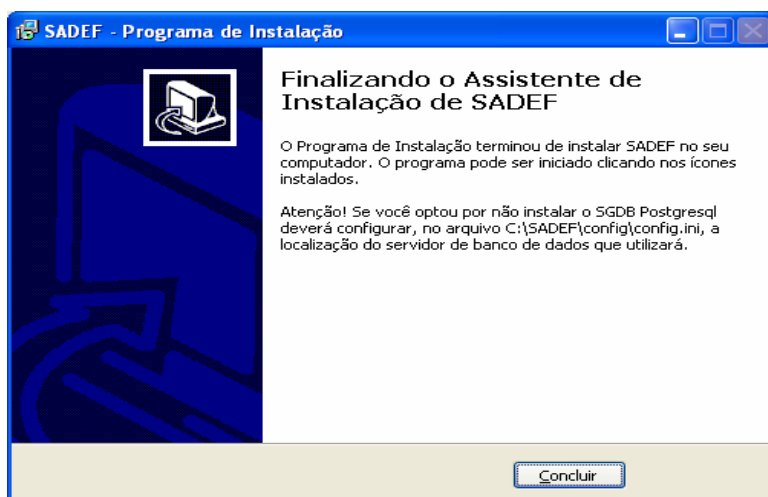 SADEF - Programa de Instalação
Finalizando o Assistente de
Instalação de SADEF
O Programa de Instalação terminou de instalar SADEF no seu
computador. O programa pode ser iniciado clicando nos ícones
instalados.
Atenção! Se você optou por não instalar o SGDB Postgresql
deverá configurar, no arquivo C:\SADEF\config\config.ini, a
localização do servidor de banco de dados que utilizará.
Concluir